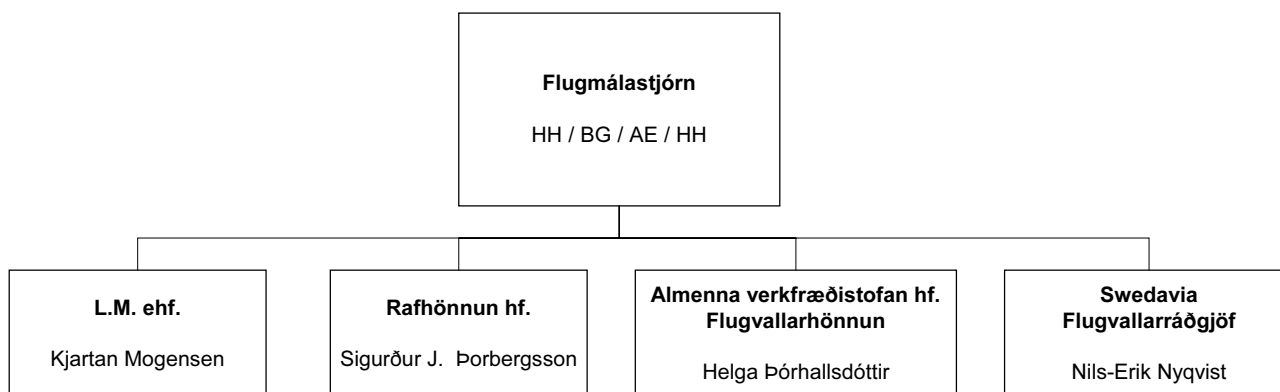 Flugmálastjórn
HH / BG / AE / HH
L.M. ehf.
Kjartan Mogensen
Rafhönnun hf.
Sigurður J. Þorbergsson
Almenna verkfræðistofan hf.
Flugvallarhönnun
Helga Þórhallsdóttir
Swedavia
Flugvallarráðgjöf
Nils-Erik Nyqvist